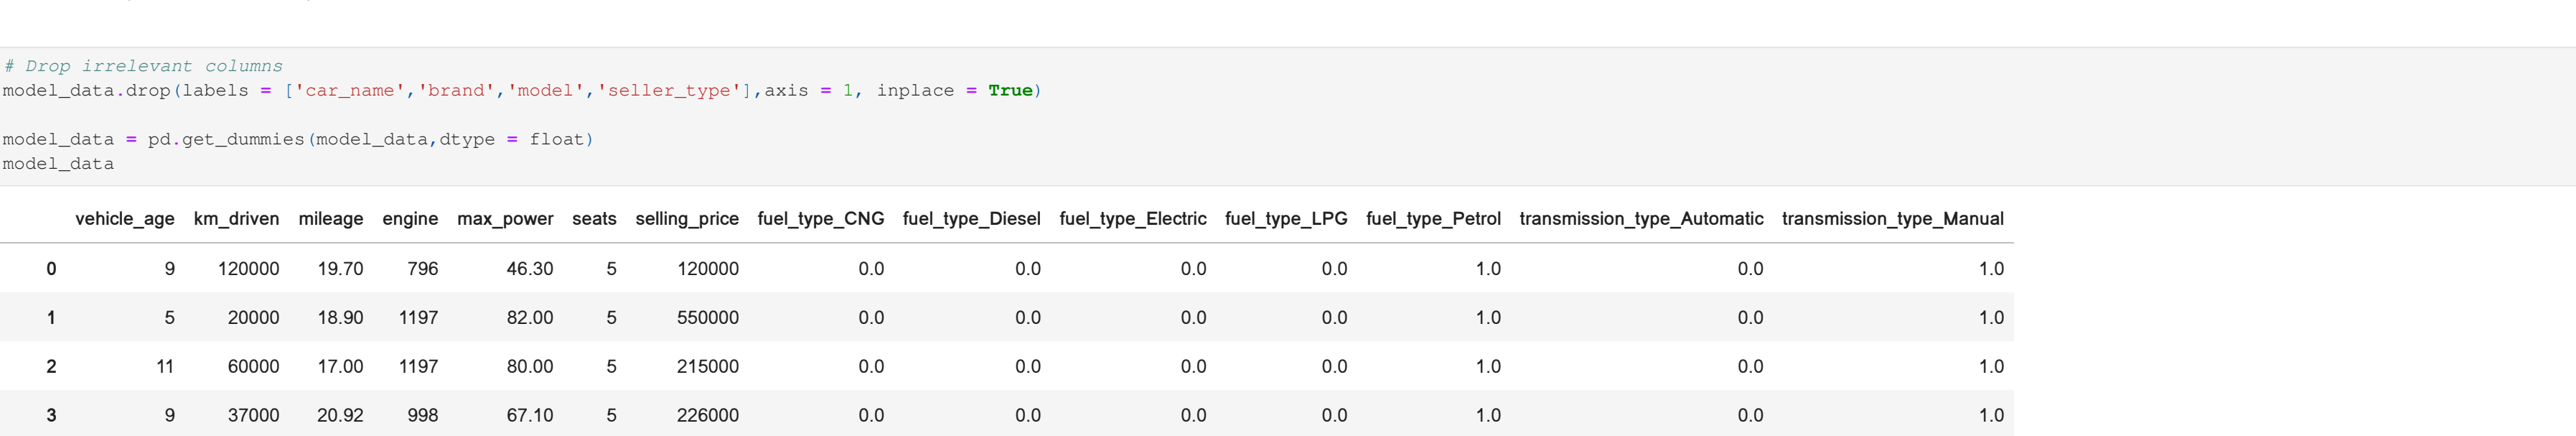 # Drop irrelevant columns
model_data.drop(labels = ['car_name','brand','model','seller_type'],axis = 1, inplace = True)
model_data = pd.get_dummies(model_data,dtype = float)
model_data
vehicle_age km_driven mileage engine max_power seats selling_price fuel_type_CNG fuel_type_Diesel fuel_type_Electric fuel_type_LPG fuel_type_Petrol transmission_type_Automatic transmission_type_Manual
0 9 120000 19.70 796 46.30 5 120000 0.0 0.0 0.0 0.0 1.0 0.0 1.0
1 5 20000 18.90 1197 82.00 5 550000 0.0 0.0 0.0 0.0 1.0 0.0 1.0
2 11 60000 17.00 1197 80.00 5 215000 0.0 0.0 0.0 0.0 1.0 0.0 1.0
3 9 37000 20.92 998 67.10 5 226000 0.0 0.0 0.0 0.0 1.0 0.0 1.0